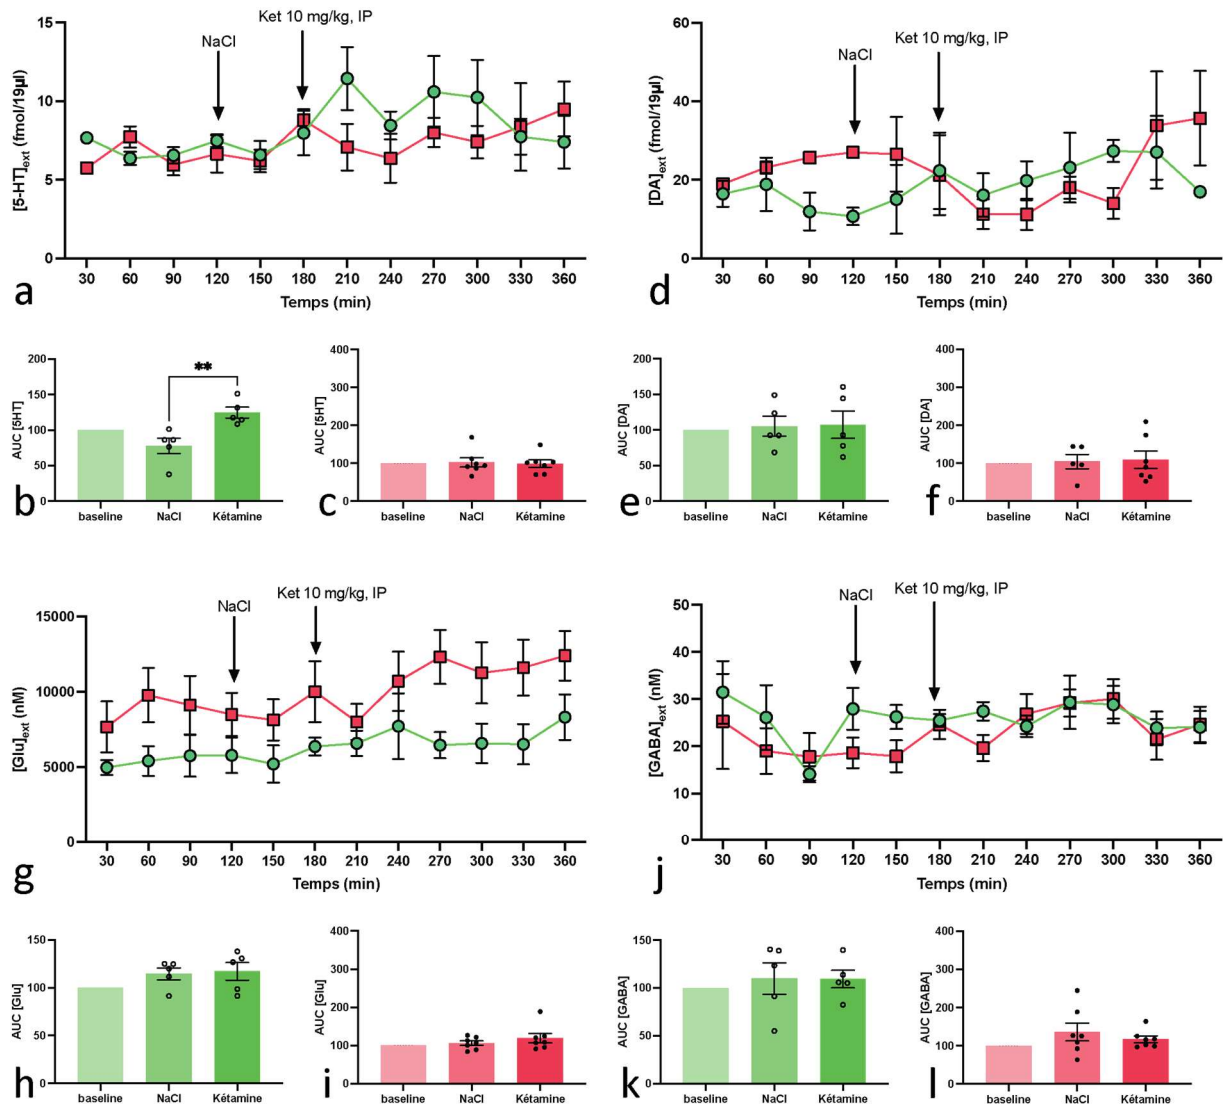 Ket 10 mg/kg, IP
NaCl
[5-HT]ext (fmol/19µl)
15
10
5
0
30 60 90 120 150 180 210 240 270 300 330 360
Temps (min)
a
Ket 10 mg/kg, IP
NaCl
[DA]ext (fmol/19µl)
60
40
20
0
30 60 90 120 150 180 210 240 270 300 330 360
Temps (min)
d
AUC [5HT]
200
150
100
50
0
**
baseline NaCl Kétamine
b
AUC [5HT]
400
300
200
100
0
baseline NaCl Kétamine
c
AUC [DA]
200
150
100
50
0
baseline NaCl Kétamine
e
AUC [DA]
400
300
200
100
0
baseline NaCl Kétamine
f
Ket 10 mg/kg, IP
NaCl
[Glu]ext (nM)
15000
10000
5000
0
30 60 90 120 150 180 210 240 270 300 330 360
Temps (min)
g
Ket 10 mg/kg, IP
NaCl
[GABA]ext (nM)
50
40
30
20
10
0
30 60 90 120 150 180 210 240 270 300 330 360
Temps (min)
j
AUC [Glu]
150
100
50
0
baseline NaCl Kétamine
h
AUC [Glu]
400
300
200
100
0
baseline NaCl Kétamine
i
AUC [GABA]
150
100
50
0
baseline NaCl Kétamine
k
AUC [GABA]
400
300
200
100
0
baseline NaCl Kétamine
l